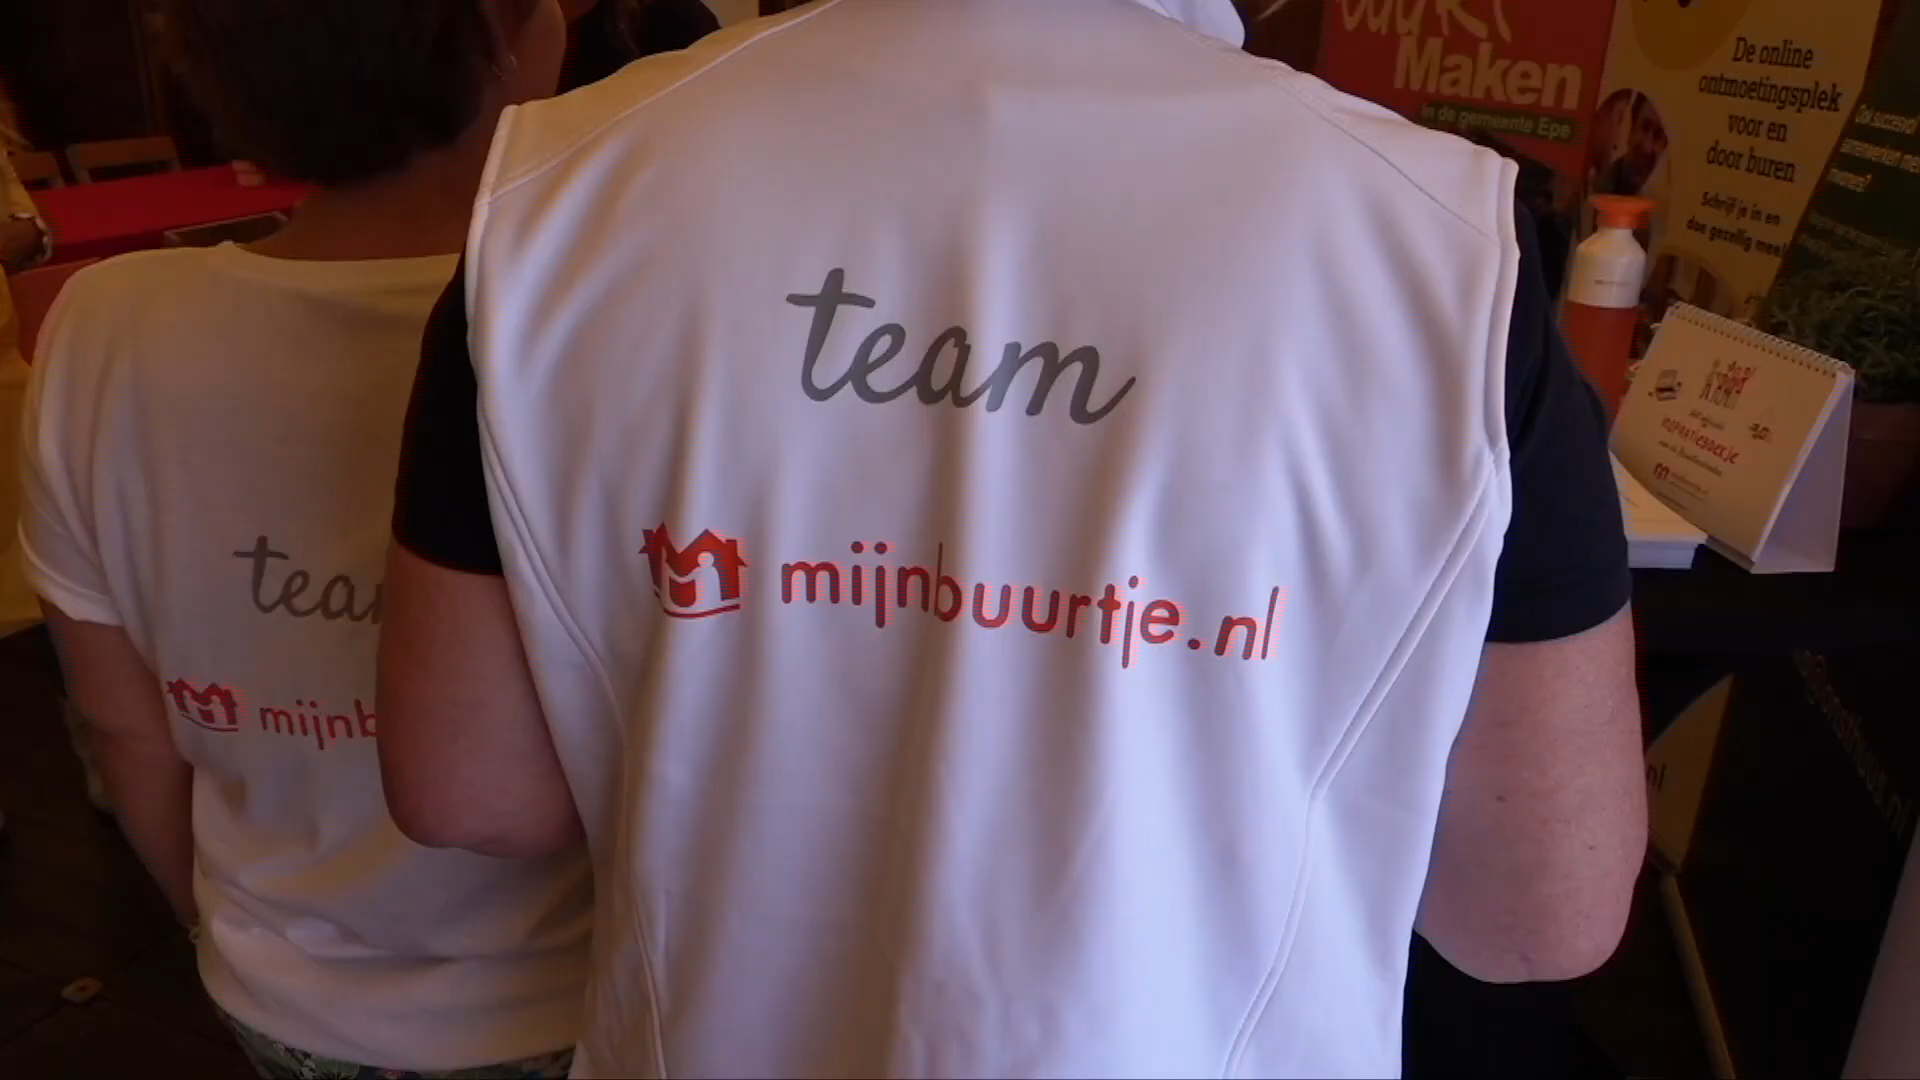 team
mijnbuurtje.nl
team
mijnb
Maken
in de gemeente Epe
De online
ontmoetingsplek
voor en
door buren
Schrijf je in en
doe gezellig mee!
INSPIRATIEBOEKJE